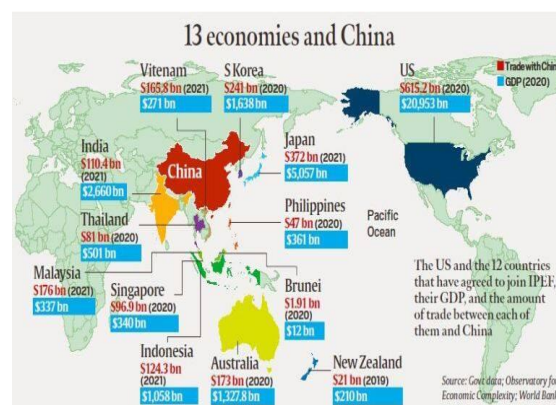 13 economies and China
Vitenam
$165.8 bn (2021)
$271 bn
S Korea
$241 bn (2020)
$1,638 bn
US
$615.2 bn (2020)
$20,953 bn
Trade with Chin
GDP (2020)
India
$110.4 bn
(2021)
$2,660 bn
China
Japan
$372 bn (2021)
$5,057 bn
Thailand
$81 bn (2020)
$501 bn
Philippines
$47 bn (2020)
$361 bn
Pacific
Ocean
Malaysia
$176 bn (2021)
$337 bn
Singapore
$96.9 bn (2020)
$340 bn
Brunei
$1.91 bn
(2020)
$12 bn
The US and the 12 countries
that have agreed to join IPEF,
their GDP, and the amount
of trade between each of
them and China
Indonesia
$124.3 bn
(2021)
$1,058 bn
Australia
$173 bn (2020)
$1,327.8 bn
New Zealand
$21 bn (2019)
$210 bn
Source: Govt data; Observatory for
Economic Complexity; World Bank